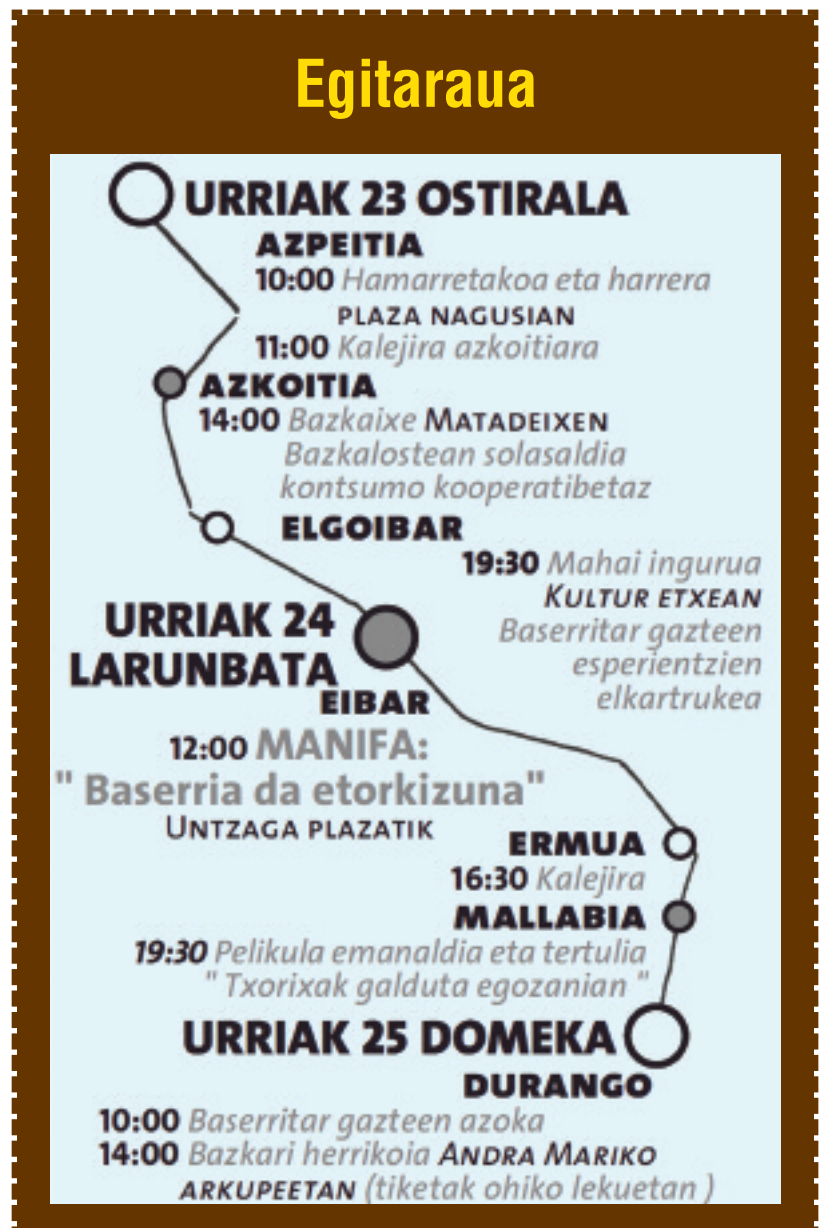 Egitaraua
URRIAK 23 OSTIRALA
AZPEITIA
10:00 Hamarretakoa eta harrera
PLAZA NAGUSIAN
11:00 Kalejira azkoitiara
AZKOITIA
14:00 Bazkaixe MATADEIXEN
Bazkalostean solasaldia
kontsumo kooperatibetaz
ELGOIBAR
19:30 Mahai ingurua
KULTUR ETXEAN
Baserritar gazteen
esperientzien
elkartrukea
URRIAK 24
LARUNBATA
EIBAR
12:00 MANIFA:
" Baserria da etorkizuna"
UNTZAGA PLAZATIK
ERMUA
16:30 Kalejira
MALLABIA
19:30 Pelikula emanaldia eta tertulia
" Txorixak galduta egozanian "
URRIAK 25 DOMEKA
DURANGO
10:00 Baserritar gazteen azoka
14:00 Bazkari herrikoia ANDRA MARIKO
ARKUPEETAN (tiketak ohiko lekuetan )